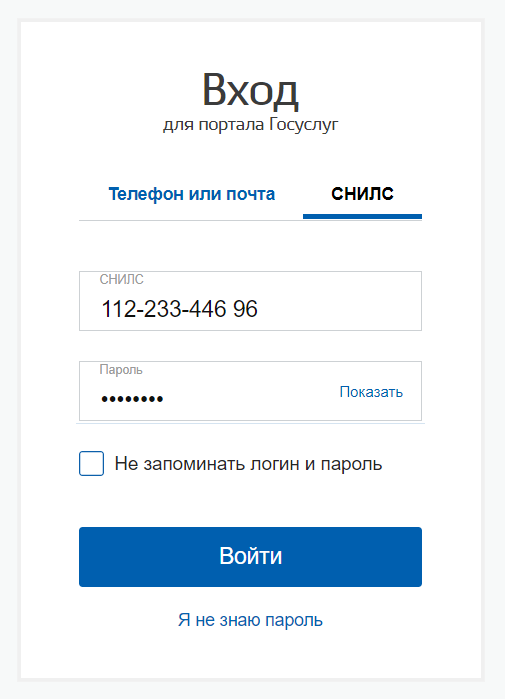 Вход
для портала Госуслуг
Телефон или почта СНИЛС
СНИЛС
112-233-446 96
Пароль
•••••••• Показать
Не запоминать логин и пароль
Войти
Я не знаю пароль